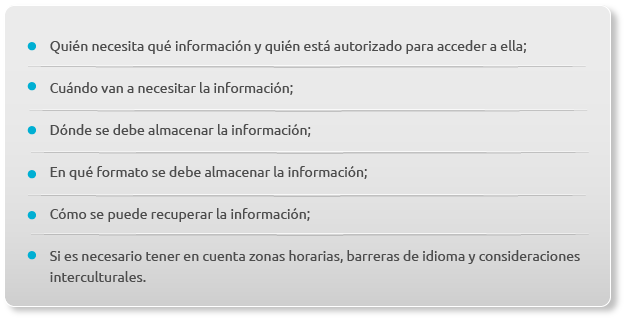 Quién necesita qué información y quién está autorizado para acceder a ella;
Cuándo van a necesitar la información;
Dónde se debe almacenar la información;
En qué formato se debe almacenar la información;
Cómo se puede recuperar la información;
Si es necesario tener en cuenta zonas horarias, barreras de idioma y consideraciones
interculturales.